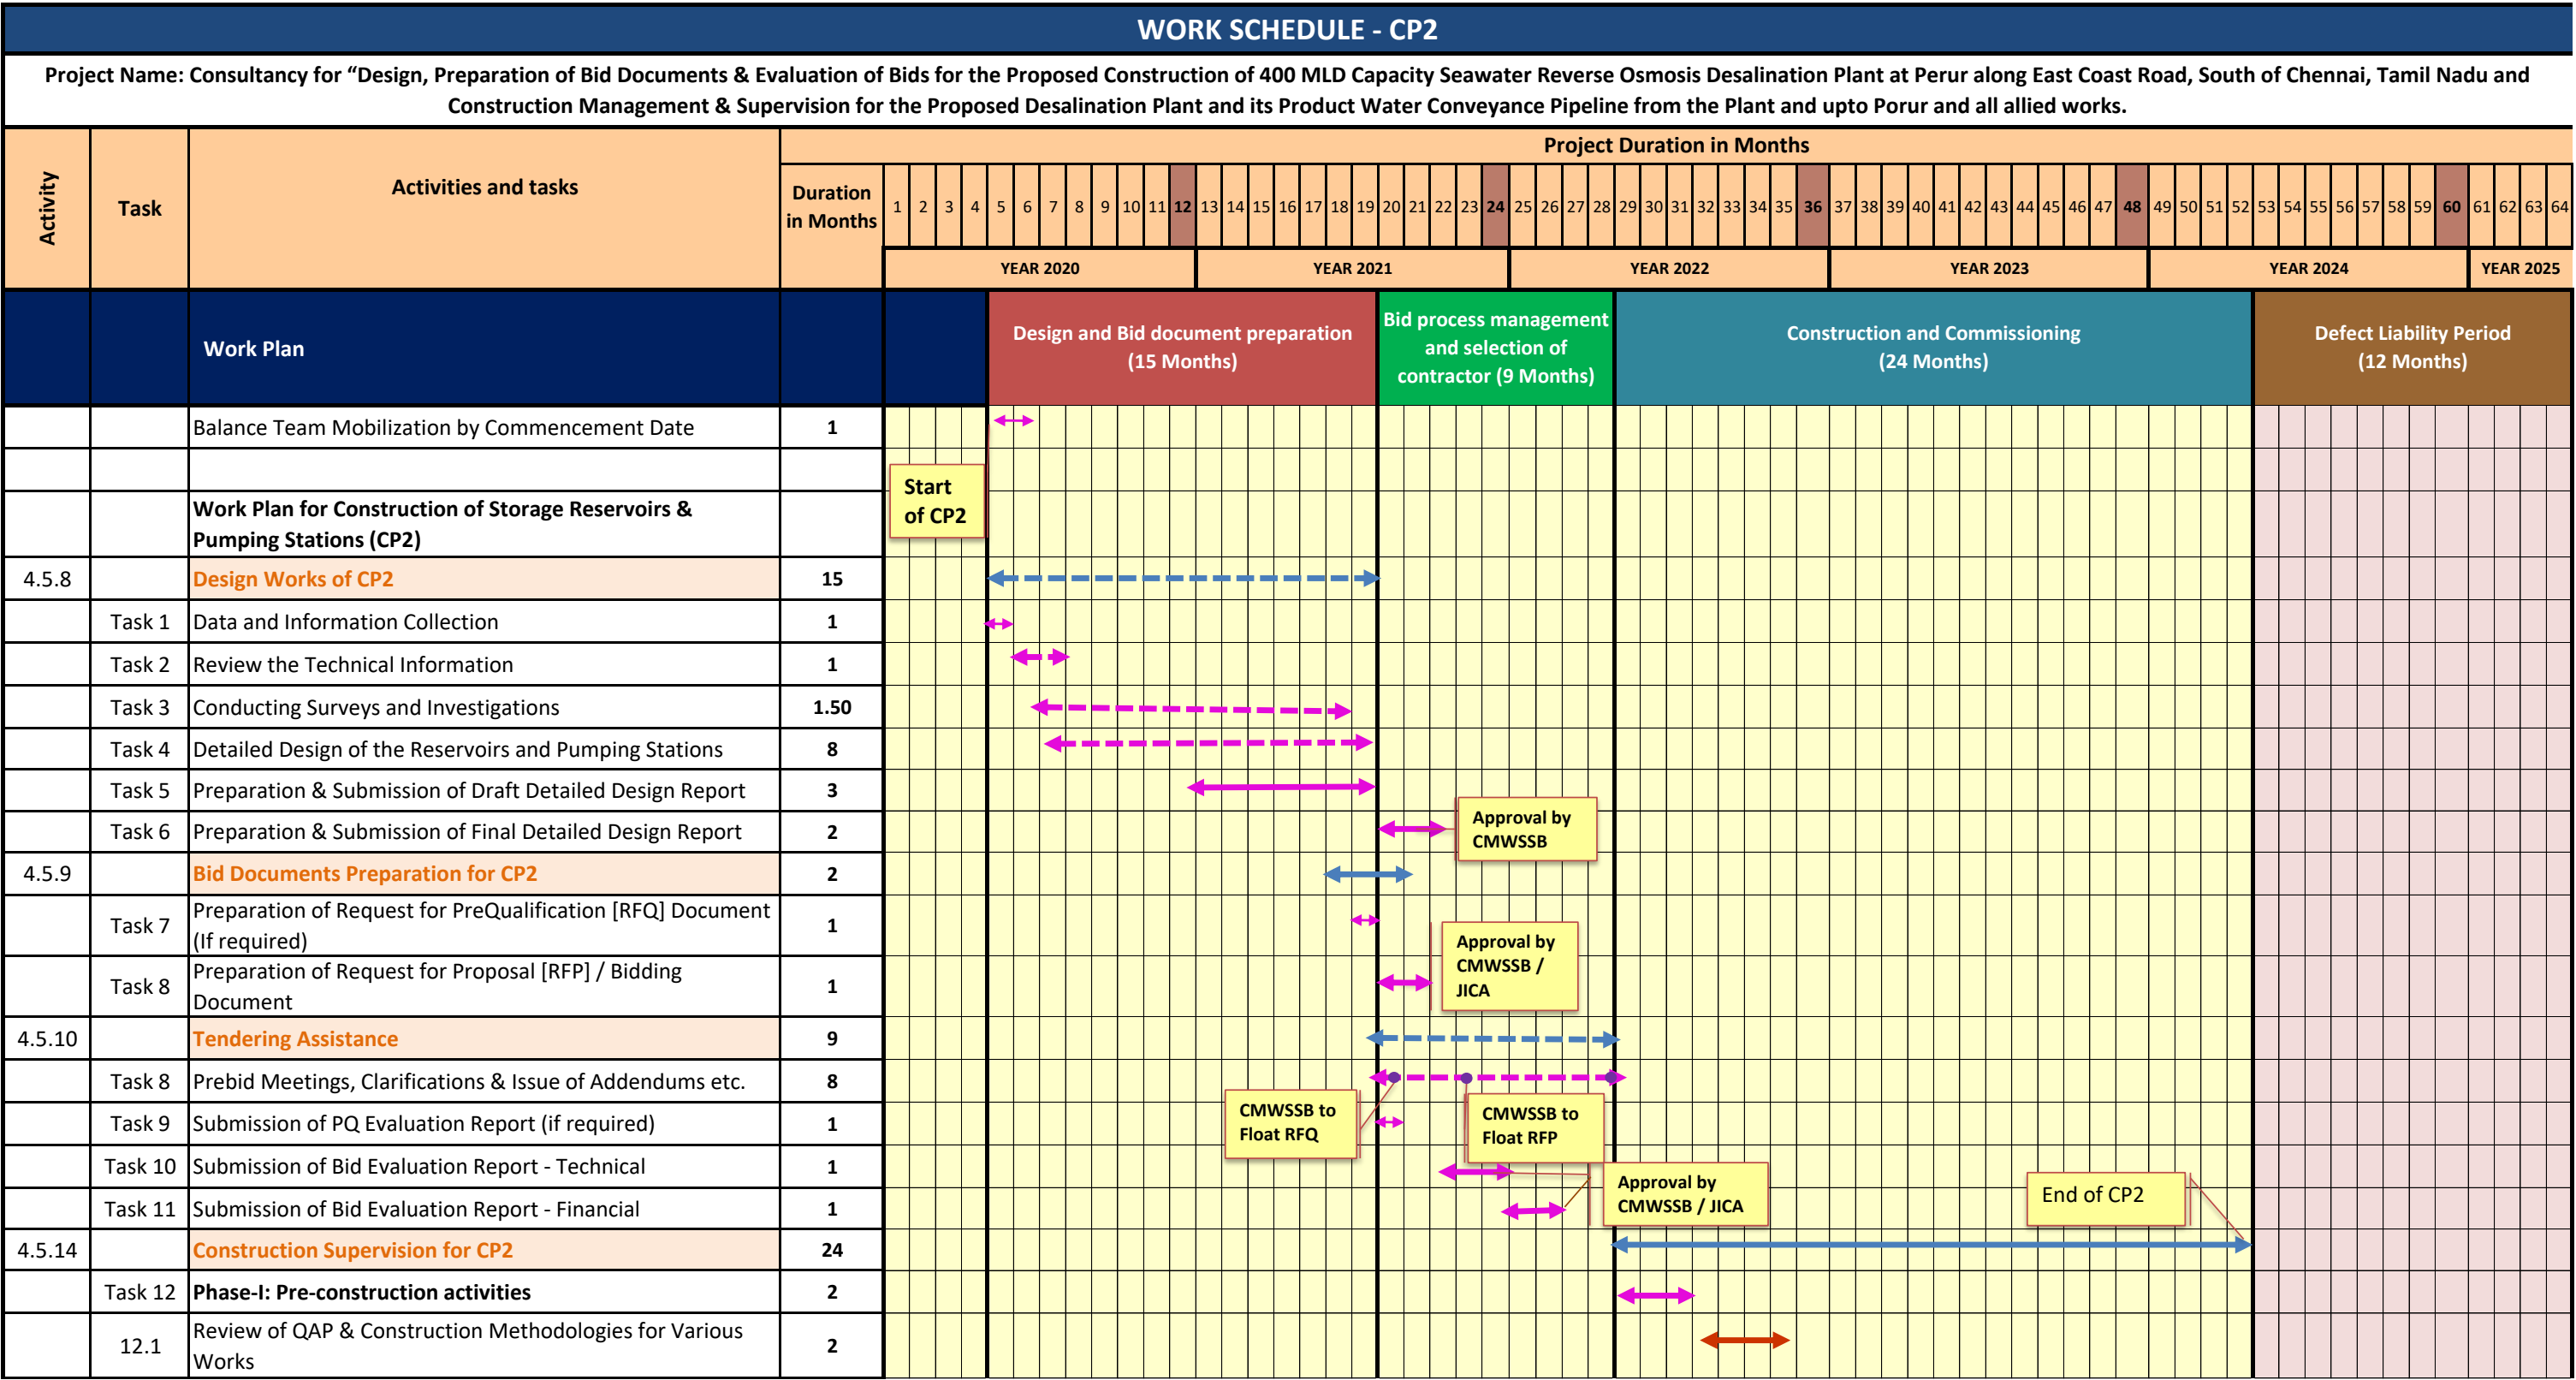 WORK SCHEDULE - CP2
Project Name: Consultancy for “Design, Preparation of Bid Documents & Evaluation of Bids for the Proposed Construction of 400 MLD Capacity Seawater Reverse Osmosis Desalination Plant at Perur along East Coast Road, South of Chennai, Tamil Nadu and
Construction Management & Supervision for the Proposed Desalination Plant and its Product Water Conveyance Pipeline from the Plant and upto Porur and all allied works.
Activity
Task
Activities and tasks
Duration
in Months
Project Duration in Months
1 2 3 4 5 6 7 8 9 10 11 12 13 14 15 16 17 18 19 20 21 22 23 24 25 26 27 28 29 30 31 32 33 34 35 36 37 38 39 40 41 42 43 44 45 46 47 48 49 50 51 52 53 54 55 56 57 58 59 60 61 62 63 64
YEAR 2020 YEAR 2021 YEAR 2022 YEAR 2023 YEAR 2024 YEAR 2025
Work Plan
Design and Bid document preparation
(15 Months)
Bid process management
and selection of
contractor (9 Months)
Construction and Commissioning
(24 Months)
Defect Liability Period
(12 Months)
Balance Team Mobilization by Commencement Date 1
Start
of CP2
Work Plan for Construction of Storage Reservoirs &
Pumping Stations (CP2)
4.5.8 Design Works of CP2 15
Task 1 Data and Information Collection 1
Task 2 Review the Technical Information 1
Task 3 Conducting Surveys and Investigations 1.50
Task 4 Detailed Design of the Reservoirs and Pumping Stations 8
Task 5 Preparation & Submission of Draft Detailed Design Report 3
Task 6 Preparation & Submission of Final Detailed Design Report 2
Approval by
CMWSSB
4.5.9 Bid Documents Preparation for CP2 2
Task 7 Preparation of Request for PreQualification [RFQ] Document
(If required) 1
Task 8 Preparation of Request for Proposal [RFP] / Bidding
Document 1
Approval by
CMWSSB /
JICA
4.5.10 Tendering Assistance 9
Task 8 Prebid Meetings, Clarifications & Issue of Addendums etc. 8
Task 9 Submission of PQ Evaluation Report (if required) 1
CMWSSB to
Float RFQ
CMWSSB to
Float RFP
Task 10 Submission of Bid Evaluation Report - Technical 1
Task 11 Submission of Bid Evaluation Report - Financial 1
Approval by
CMWSSB / JICA
End of CP2
4.5.14 Construction Supervision for CP2 24
Task 12 Phase-I: Pre-construction activities 2
12.1 Review of QAP & Construction Methodologies for Various
Works 2